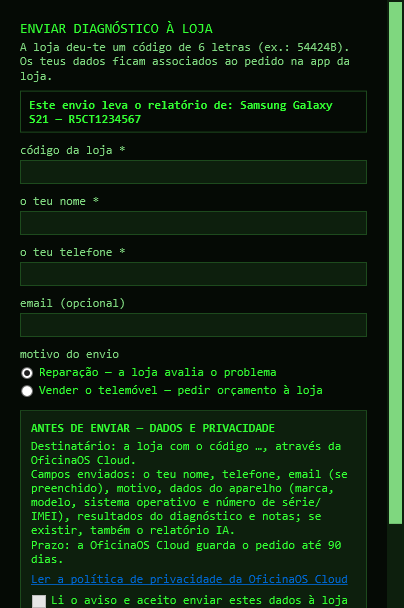 ENVIAR DIAGNÓSTICO À LOJA
A loja deu-te um código de 6 letras (ex.: 54424B).
Os teus dados ficam associados ao pedido na app da
loja.
Este envio leva o relatório de: Samsung Galaxy
S21 — R5CT1234567
código da loja *
o teu nome *
o teu telefone *
email (opcional)
motivo do envio
Reparação — a loja avalia o problema
Vender o telemóvel — pedir orçamento à loja
ANTES DE ENVIAR — DADOS E PRIVACIDADE
Destinatário: a loja com o código …, através da
OficinaOS Cloud.
Campos enviados: o teu nome, telefone, email (se
preenchido), motivo, dados do aparelho (marca,
modelo, sistema operativo e número de série/
IMEI), resultados do diagnóstico e notas; se
existir, também o relatório IA.
Prazo: a OficinaOS Cloud guarda o pedido até 90
dias.
Ler a política de privacidade da OficinaOS Cloud
Li o aviso e aceito enviar estes dados à loja